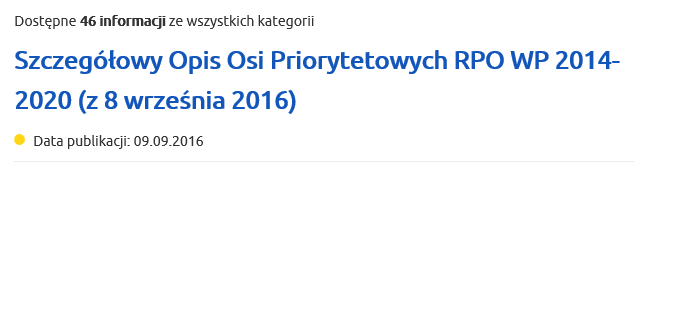 Dostępne 46 informacji ze wszystkich kategorii
Szczegółowy Opis Osi Priorytetowych RPO WP 2014-
2020 (z 8 września 2016)
Data publikacji: 09.09.2016